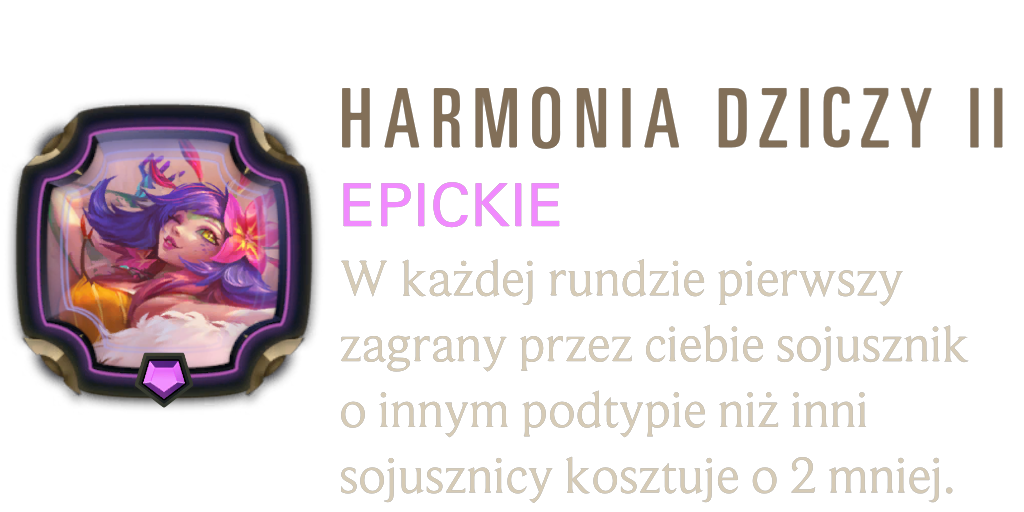 HARMONIA DZICZY II
EPICKIE
W każdej rundzie pierwszy
zagrany przez ciebie sojusznik
o innym podtypie niż inni
sojusznicy kosztuje o 2 mniej.